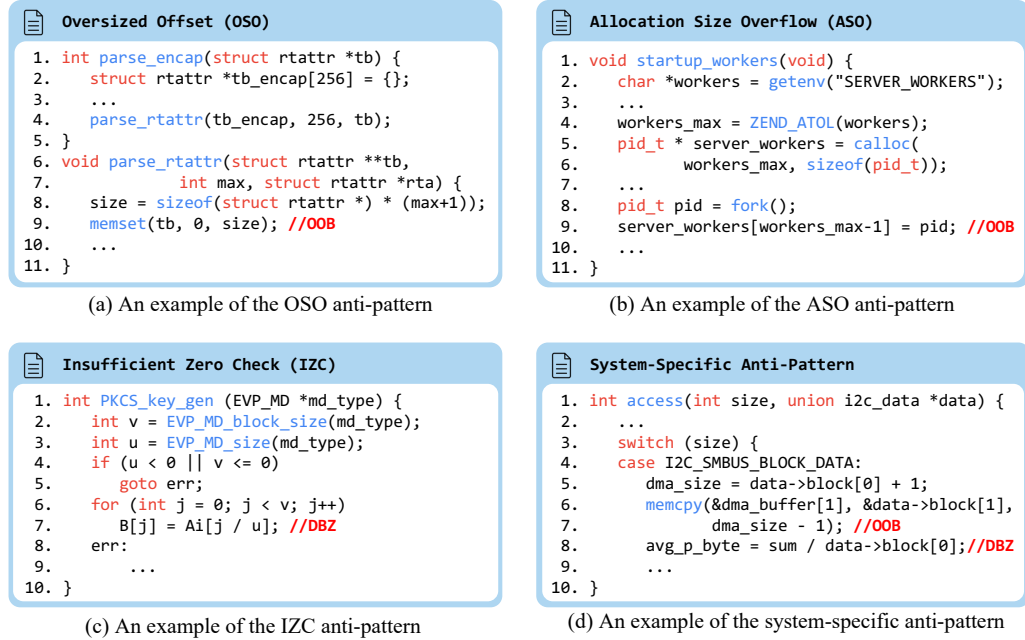 Oversized Offset (OSO)
1. int parse_encap(struct rtattr *tb) {
2. struct rtattr *tb_encap[256] = {};
3. ...
4. parse_rtattr(tb_encap, 256, tb);
5. }
6. void parse_rtattr(struct rtattr **tb,
7. int max, struct rtattr *rta) {
8. size = sizeof(struct rtattr *) * (max+1));
9. memset(tb, 0, size); //OOB
10. ...
11. }
(a) An example of the OSO anti-pattern
Allocation Size Overflow (ASO)
1. void startup_workers(void) {
2. char *workers = getenv("SERVER_WORKERS");
3. ...
4. workers_max = ZEND_ATOL(workers);
5. pid_t * server_workers = calloc(
6. workers_max, sizeof(pid_t));
7. ...
8. pid_t pid = fork();
9. server_workers[workers_max-1] = pid; //OOB
10. ...
11. }
(b) An example of the ASO anti-pattern
Insufficient Zero Check (IZC)
1. int PKCS_key_gen (EVP_MD *md_type) {
2. int v = EVP_MD_block_size(md_type);
3. int u = EVP_MD_size(md_type);
4. if (u < 0 || v <= 0)
5. goto err;
6. for (int j = 0; j < v; j++)
7. B[j] = Ai[j / u]; //DBZ
8. err:
9. ...
10. }
(c) An example of the IZC anti-pattern
System-Specific Anti-Pattern
1. int access(int size, union i2c_data *data) {
2. ...
3. switch (size) {
4. case I2C_SMBUS_BLOCK_DATA:
5. dma_size = data->block[0] + 1;
6. memcpy(&dma_buffer[1], &data->block[1],
7. dma_size - 1); //OOB
8. avg_p_byte = sum / data->block[0];//DBZ
9. ...
10. }
(d) An example of the system-specific anti-pattern